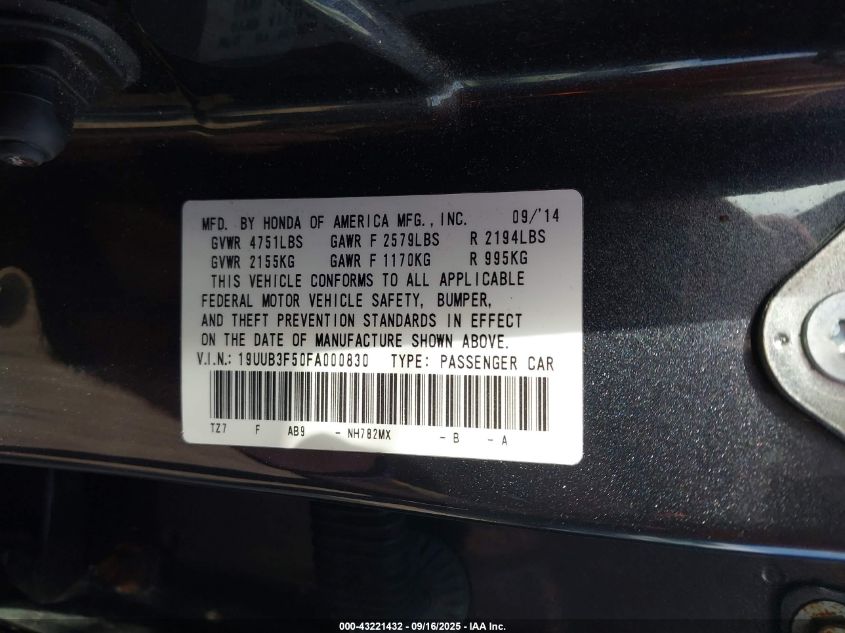 MFD. BY HONDA OF AMERICA MFG., INC. 09/'14
GVWR 4751LBS GAWR F 2579LBS R 2194LBS
GVWR 2155KG GAWR F 1170KG R 995KG
THIS VEHICLE CONFORMS TO ALL APPLICABLE
FEDERAL MOTOR VEHICLE SAFETY, BUMPER,
AND THEFT PREVENTION STANDARDS IN EFFECT
ON THE DATE OF MANUFACTURE SHOWN ABOVE.
V.I.N.: 19UUB3F50FA000830 TYPE: PASSENGER CAR
TZ7 F AB9 - NH782MX - B - A
000-43221432 - 09/16/2025 - IAA Inc.